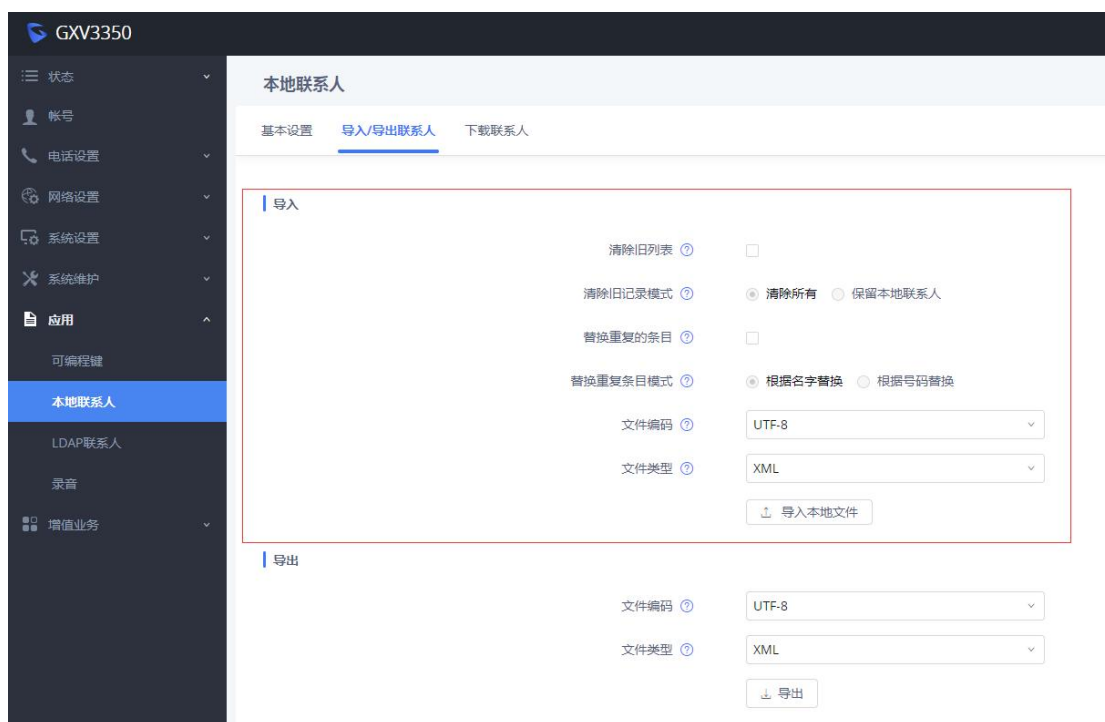 GXV3350
状态
帐号
电话设置
网络设置
系统设置
系统维护
应用
可编程键
本地联系人
LDAP联系人
录音
增值业务
本地联系人
基本设置 导入/导出联系人 下载联系人
导入
清除旧列表
清除旧记录模式 清除所有 保留本地联系人
替换重复的条目
替换重复条目模式 根据名字替换 根据号码替换
文件编码 UTF-8
文件类型 XML
导入本地文件
导出
文件编码 UTF-8
文件类型 XML
导出